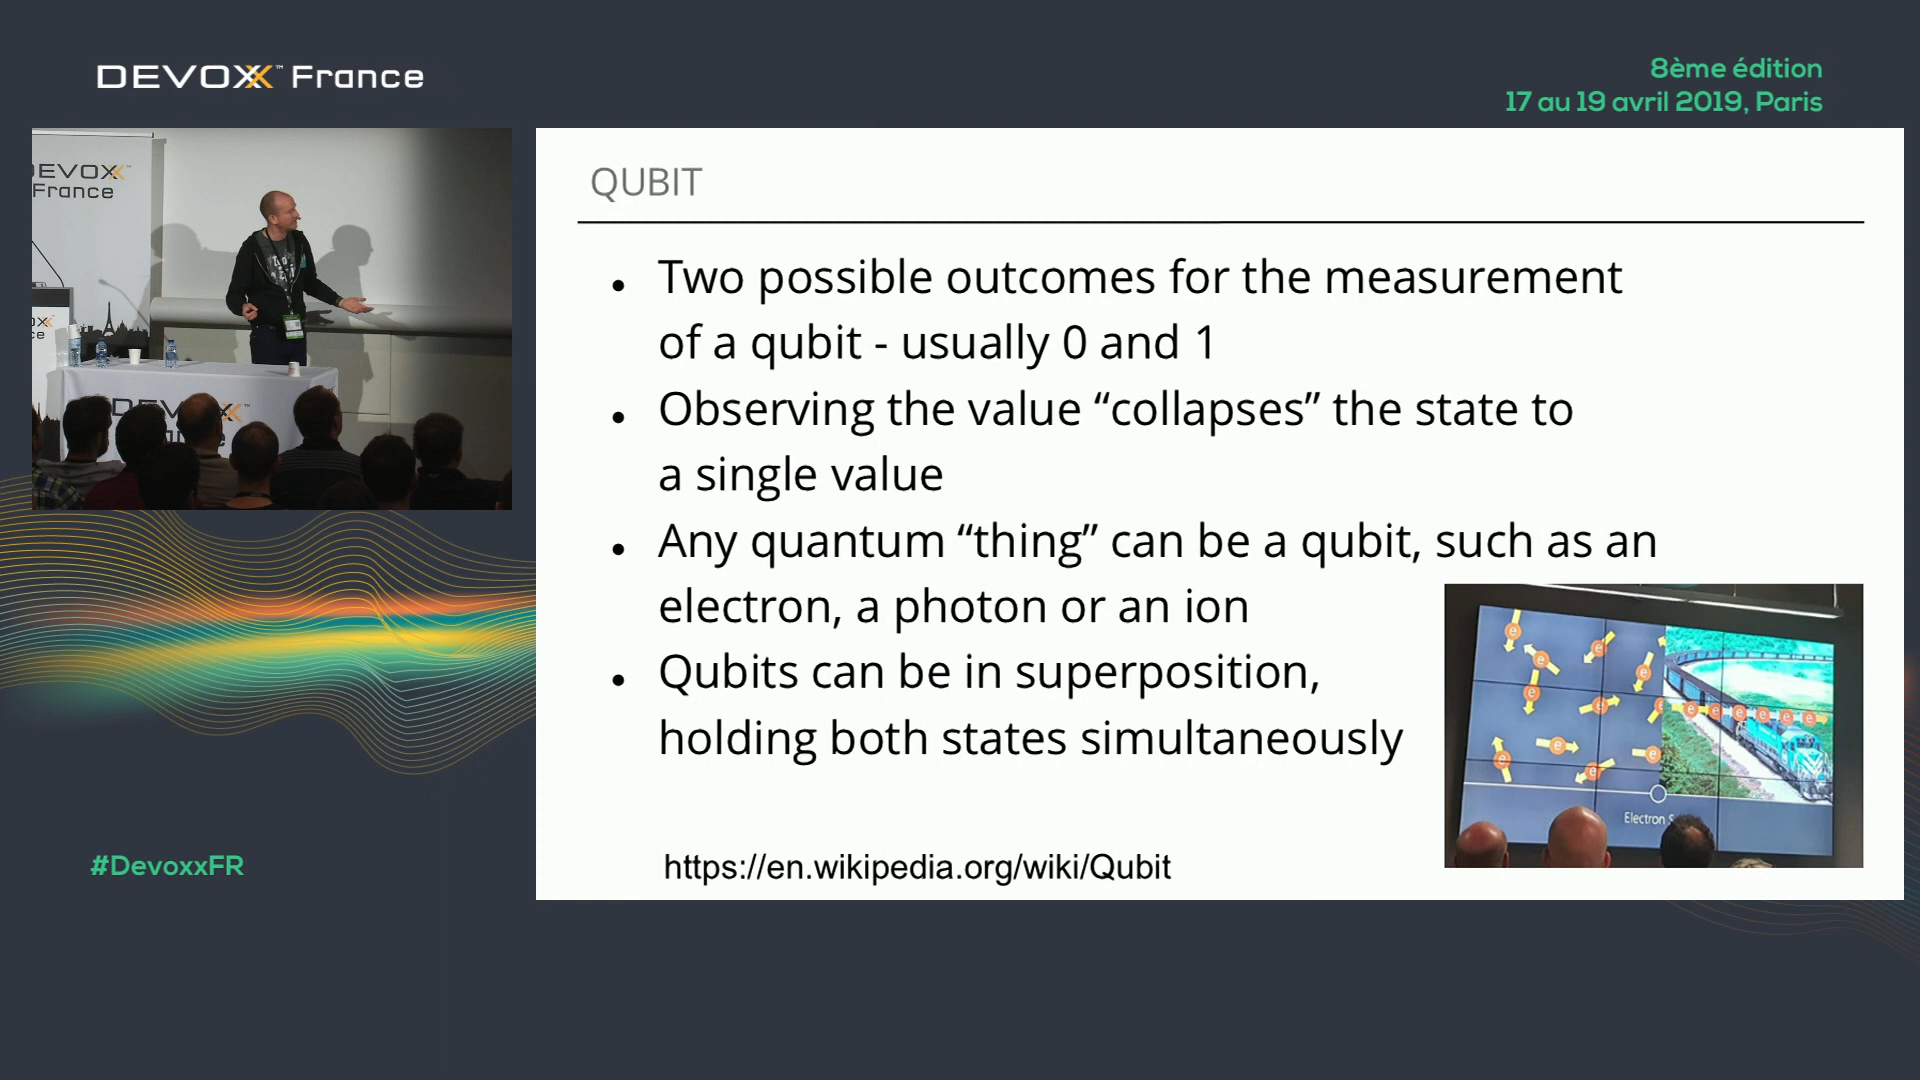 DEVOXX™ France
8ème édition
17 au 19 avril 2019, Paris
DEVOXX™
France
QUBIT
• Two possible outcomes for the measurement
of a qubit - usually 0 and 1
• Observing the value “collapses” the state to
a single value
• Any quantum “thing” can be a qubit, such as an
electron, a photon or an ion
• Qubits can be in superposition,
holding both states simultaneously
Electron
https://en.wikipedia.org/wiki/Qubit
#DevoxxFR